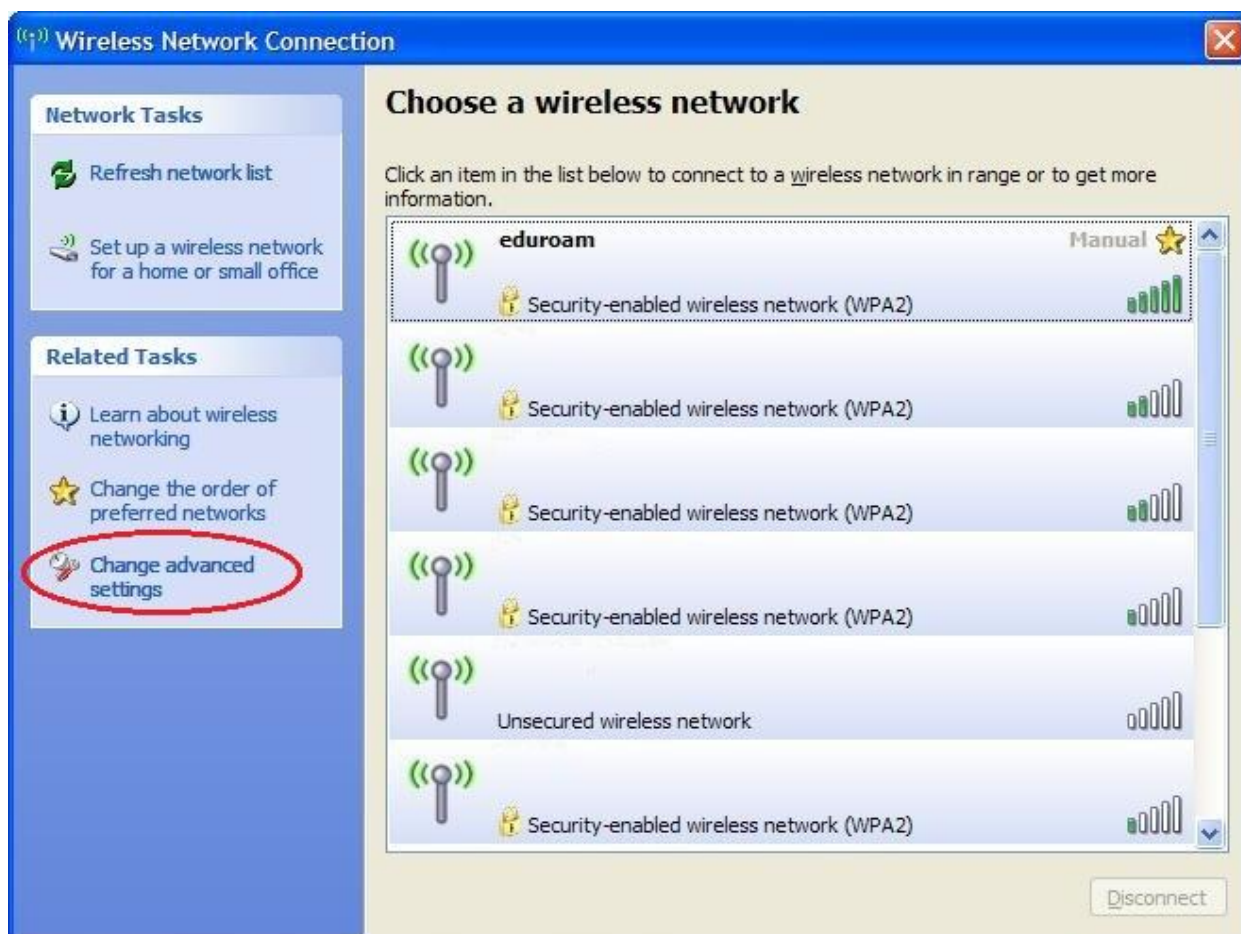 Wireless Network Connection
Network Tasks
Refresh network list
Set up a wireless network
for a home or small office
Related Tasks
Learn about wireless
networking
Change the order of
preferred networks
Change advanced
settings
Choose a wireless network
Click an item in the list below to connect to a wireless network in range or to get more
information.
eduroam
Manual
Security-enabled wireless network (WPA2)
Security-enabled wireless network (WPA2)
Security-enabled wireless network (WPA2)
Security-enabled wireless network (WPA2)
Unsecured wireless network
Security-enabled wireless network (WPA2)
Disconnect